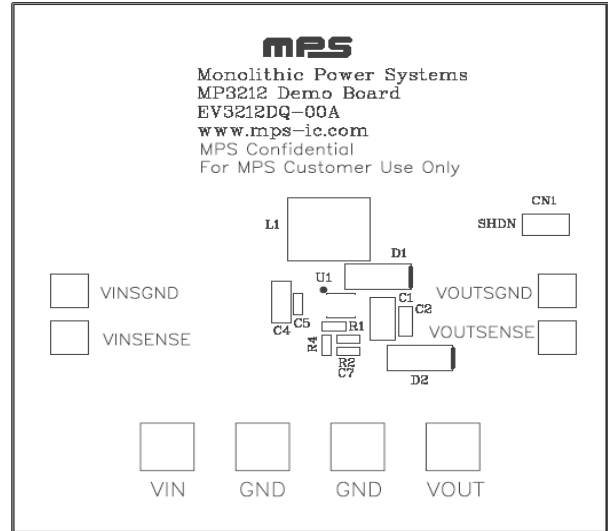 mps
Monolithic Power Systems
MP3212 Demo Board
EV3212DQ-00A
www.mps-ic.com
MPS Confidential
For MPS Customer Use Only
CN1
SHDN
L1
D1
U1
VINSGND
VOUTSGND
C1
C2
C4
C5
R1
VINSENSE
VOUTSENSE
R4
R2
C7
D2
VIN
GND
GND
VOUT